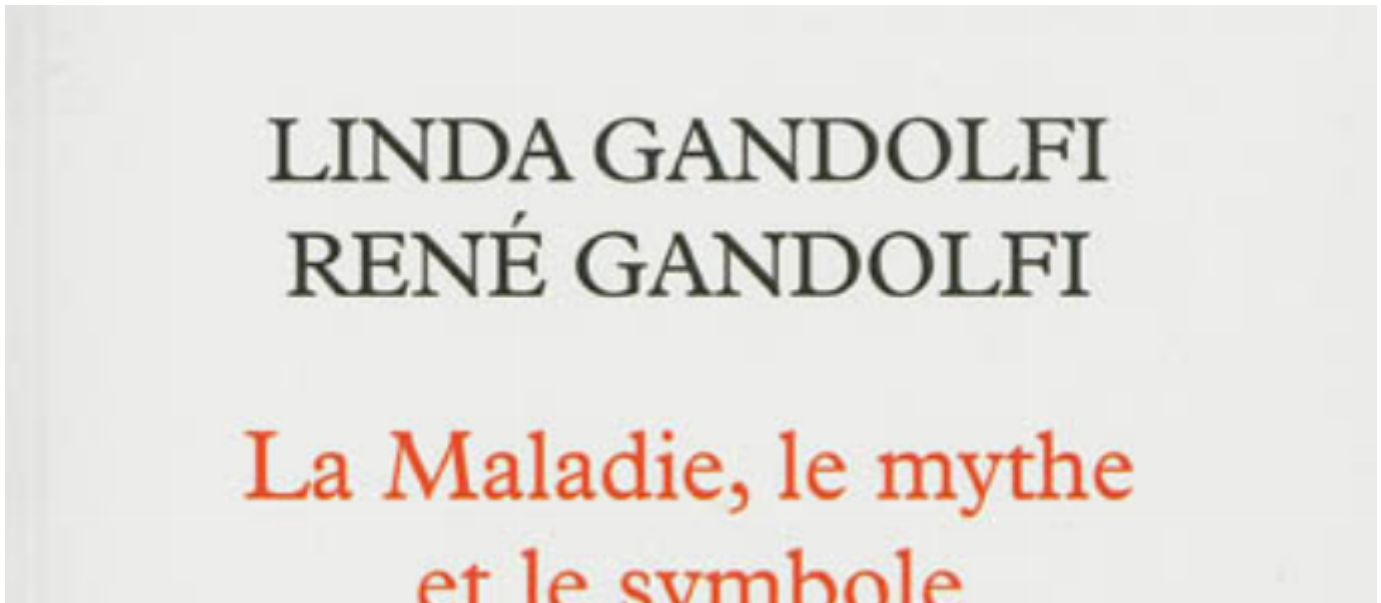 LINDA GANDOLFI
RENÉ GANDOLFI
La Maladie, le mythe
et le symbole